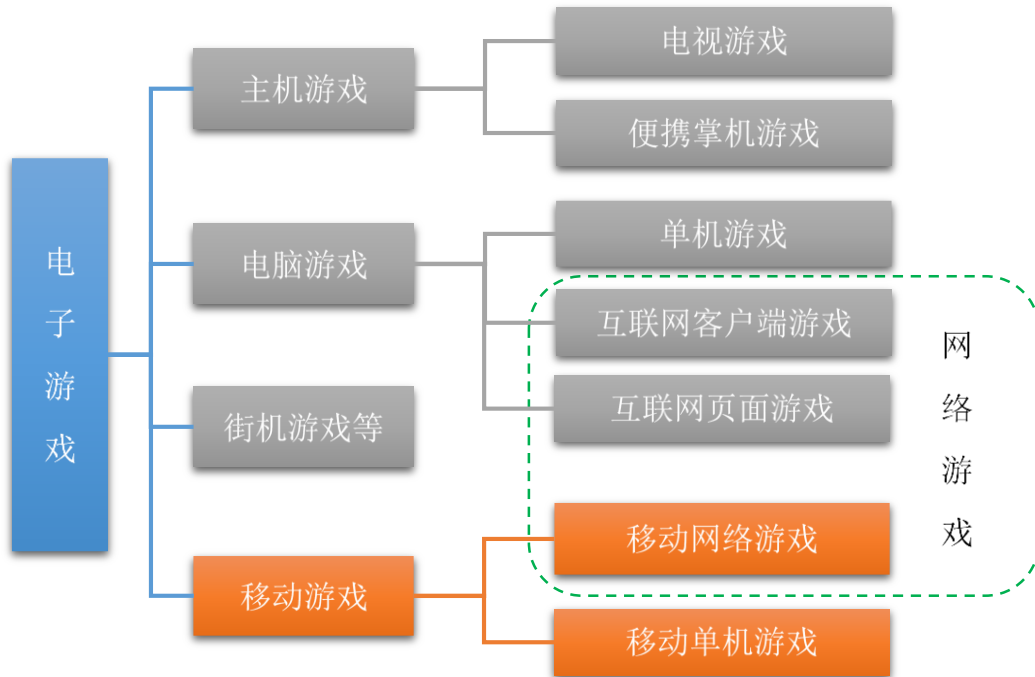 电子游戏
主机游戏
电视游戏
便携掌机游戏
电脑游戏
单机游戏
互联网客户端游戏
互联网页面游戏
街机游戏等
移动游戏
移动网络游戏
移动单机游戏
网络游戏